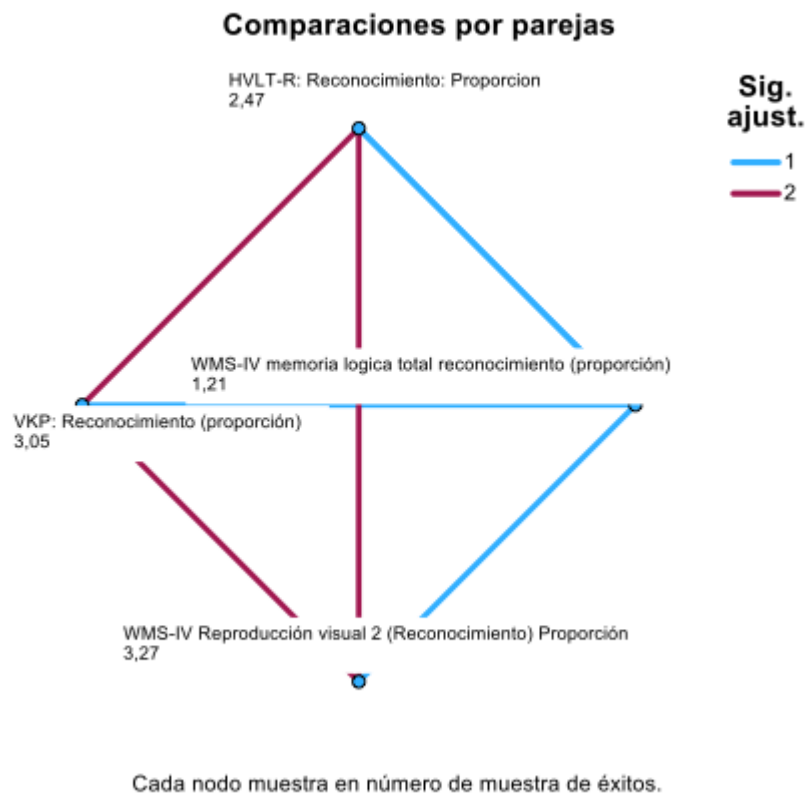 Comparaciones por parejas
HVLT-R: Reconocimiento: Proporcion
2,47
Sig.
ajust.
1
2
WMS-IV memoria logica total reconocimiento (proporción)
1,21
VKP: Reconocimiento (proporción)
3,05
WMS-IV Reproducción visual 2 (Reconocimiento) Proporción
3,27
Cada nodo muestra en número de muestra de éxitos.